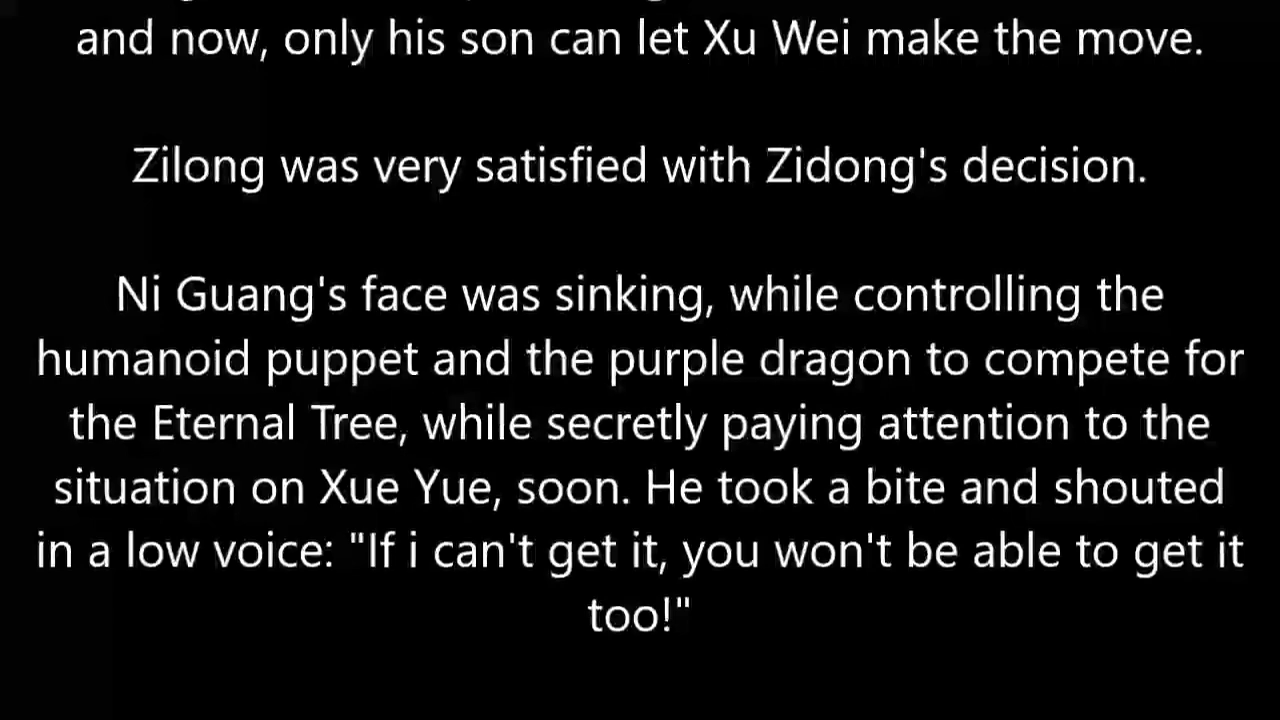 and now, only his son can let Xu Wei make the move.
Zilong was very satisfied with Zidong's decision.
Ni Guang's face was sinking, while controlling the
humanoid puppet and the purple dragon to compete for
the Eternal Tree, while secretly paying attention to the
situation on Xue Yue, soon. He took a bite and shouted
in a low voice: "If i can't get it, you won't be able to get it
too!"